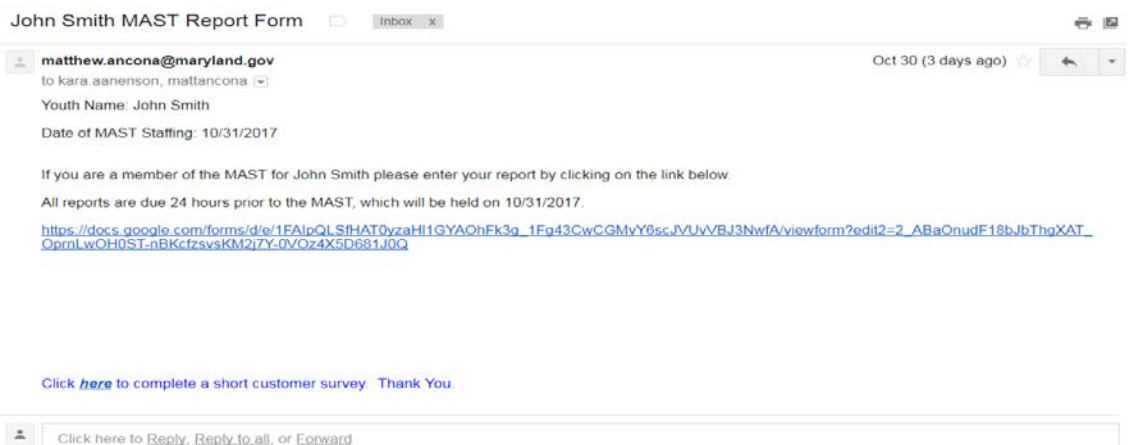 John Smith MAST Report Form Inbox x
matthew.ancona@maryland.gov Oct 30 (3 days ago)
to kara.aanenson, mattancona
Youth Name: John Smith
Date of MAST Staffing: 10/31/2017
If you are a member of the MAST for John Smith please enter your report by clicking on the link below.
All reports are due 24 hours prior to the MAST, which will be held on 10/31/2017.
https://docs.google.com/forms/d/e/1FAIpQLSfHAT0yzaHl1GYAOhFk3g_1Fg43CwCGMvY6scJVUvVBJ3NwfA/viewform?edit2=2_ABaOnudF18bJbThgXAT_
OprnLwOH0ST-nBKcfzsvsKM2j7Y-0VOz4X5D681J0Q
Click here to complete a short customer survey. Thank You.
Click here to Reply, Reply to all, or Forward